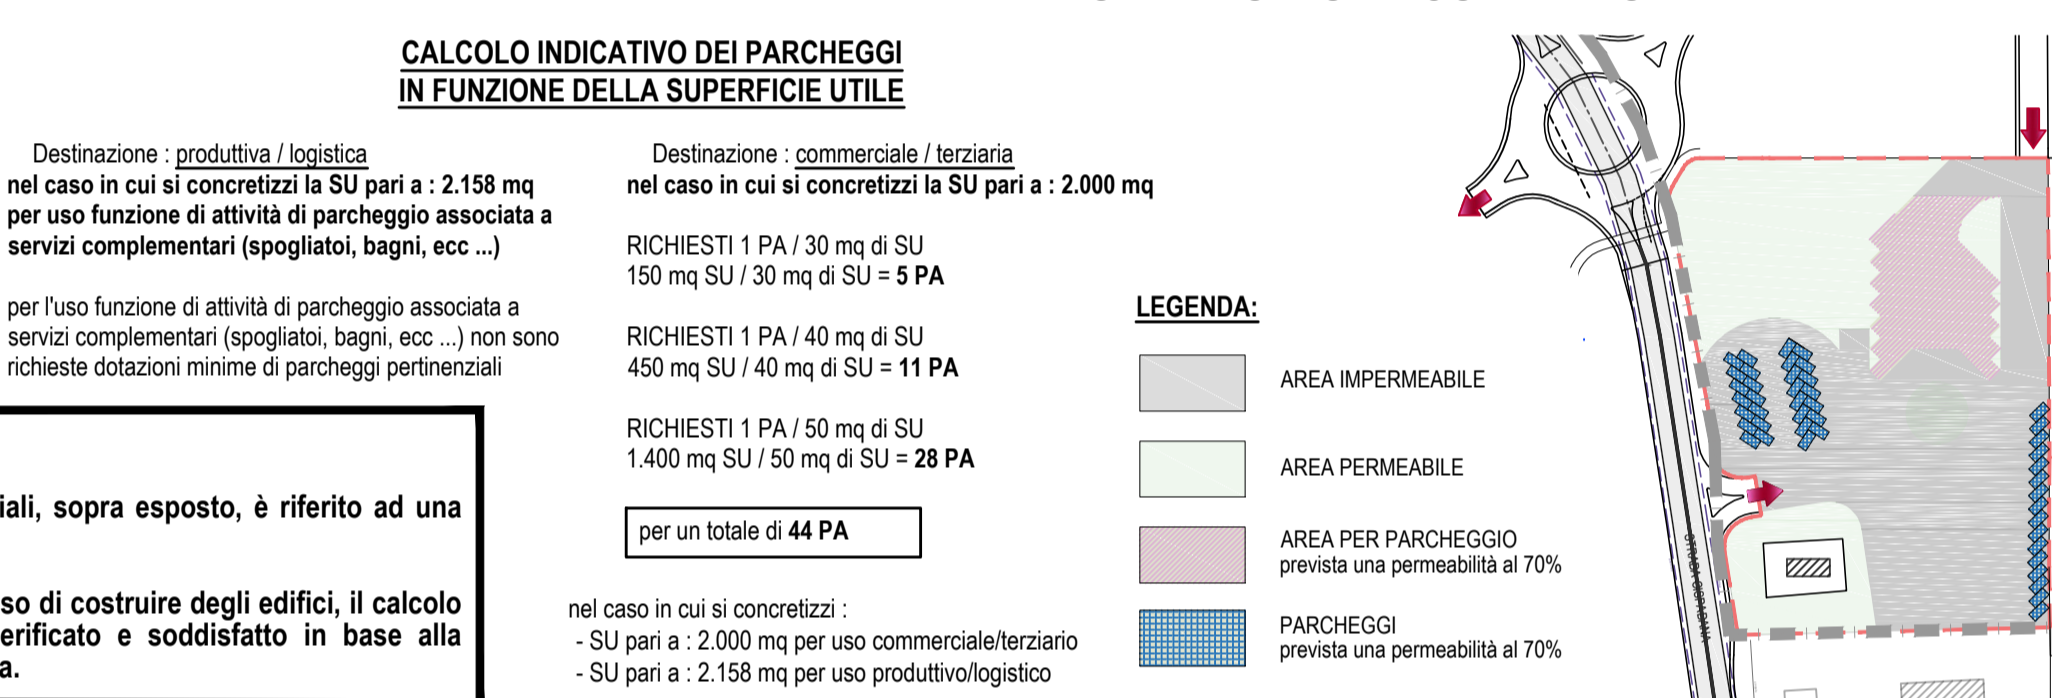 CALCOLO INDICATIVO DEI PARCHEGGI
IN FUNZIONE DELLA SUPERFICIE UTILE
Destinazione : produttiva / logistica
nel caso in cui si concretizzi la SU pari a : 2.158 mq
per uso funzione di attività di parcheggio associata a
servizi complementari (spogliatoi, bagni, ecc ...)
per l'uso funzione di attività di parcheggio associata a
servizi complementari (spogliatoi, bagni, ecc ...) non sono
richieste dotazioni minime di parcheggi pertinenziali
iali, sopra esposto, è riferito ad una
so di costruire degli edifici, il calcolo
erificato e soddisfatto in base alla
a.
Destinazione : commerciale / terziaria
nel caso in cui si concretizzi la SU pari a : 2.000 mq
RICHIESTI 1 PA / 30 mq di SU
150 mq SU / 30 mq di SU = 5 PA
RICHIESTI 1 PA / 40 mq di SU
450 mq SU / 40 mq di SU = 11 PA
RICHIESTI 1 PA / 50 mq di SU
1.400 mq SU / 50 mq di SU = 28 PA
per un totale di 44 PA
nel caso in cui si concretizzi :
- SU pari a : 2.000 mq per uso commerciale/terziario
- SU pari a : 2.158 mq per uso produttivo/logistico
LEGENDA:
AREA IMPERMEABILE
AREA PERMEABILE
AREA PER PARCHEGGIO
prevista una permeabilità al 70%
PARCHEGGI
prevista una permeabilità al 70%
STRADA CISPADANA